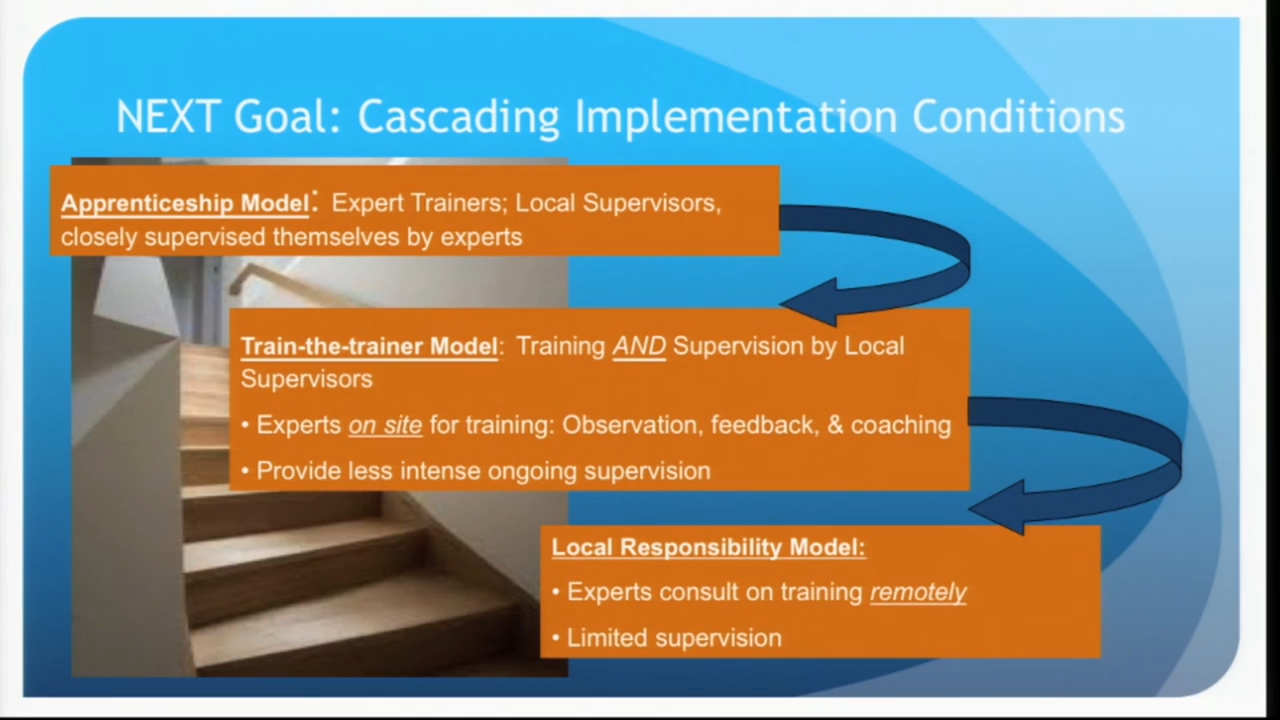 NEXT Goal: Cascading Implementation Conditions
Apprenticeship Model: Expert Trainers; Local Supervisors,
closely supervised themselves by experts
Train-the-trainer Model: Training AND Supervision by Local
Supervisors
• Experts on site for training: Observation, feedback, & coaching
• Provide less intense ongoing supervision
Local Responsibility Model:
• Experts consult on training remotely
• Limited supervision